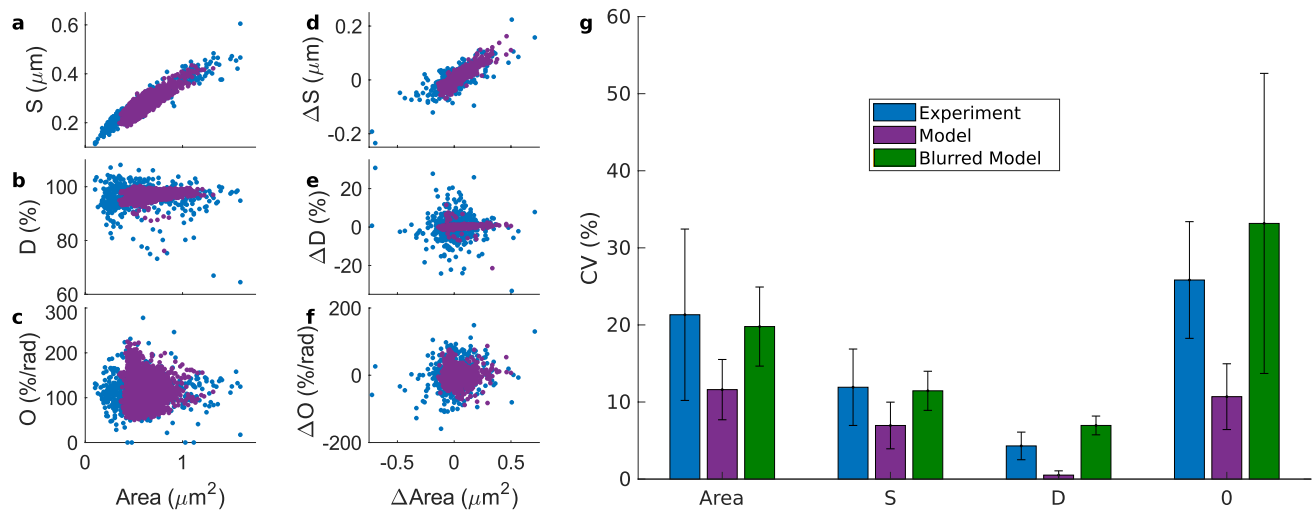 a
0.6
0.4
0.2
S (μm)
b
100
80
60
D (%)
c
300
200
100
0
O (%/rad)
0
1
Area (μm²)
d
0.2
0
-0.2
ΔS (μm)
e
20
0
-20
ΔD (%)
f
200
0
-200
ΔO (%/rad)
-0.5
0
0.5
ΔArea (μm²)
g
60
50
40
30
20
10
0
CV (%)
Experiment
Model
Blurred Model
Area
S
D
0